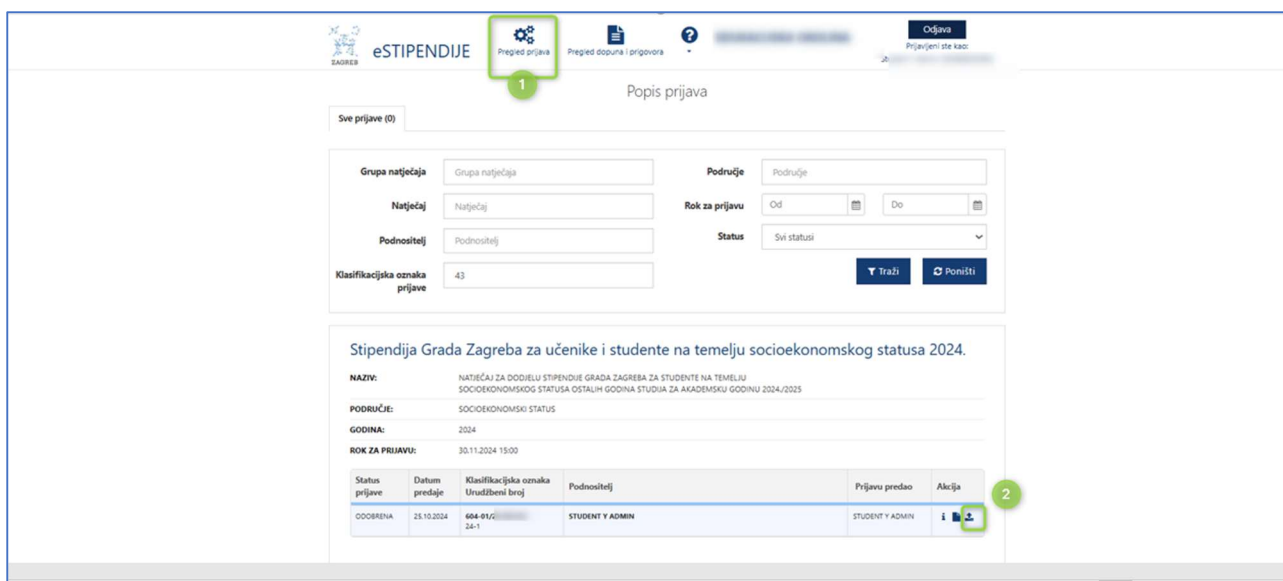 ZAGREB
eSTIPENDIJE
Pregled prijava
Pregled dopuna i prigovora
Odjava
Prijavljeni ste kao:
1
Popis prijava
Sve prijave (0)
Grupa natječaja Grupa natječaja
Područje Područje
Natječaj Natječaj
Rok za prijavu Od Do
Podnositelj Podnositelj
Status Svi statusi
Klasifikacijska oznaka
prijave 43
Traži Poništi
Stipendija Grada Zagreba za učenike i studente na temelju socioekonomskog statusa 2024.
NAZIV: NATJEČAJ ZA DODJELU STIPENDIJE GRADA ZAGREBA ZA STUDENTE NA TEMELJU
SOCIOEKONOMSKOG STATUSA OSTALIH GODINA STUDIJA ZA AKADEMSKU GODINU 2024./2025
PODRUČJE: SOCIOEKONOMSKI STATUS
GODINA: 2024
ROK ZA PRIJAVU: 30.11.2024 15:00
Status
prijave
Datum
predaje
Klasifikacijska oznaka
Urudžbeni broj
Podnositelj
Prijavu predao
Akcija
2
ODOBRENA
25.10.2024
604-01/2
24-1
STUDENT Y ADMIN
STUDENT Y ADMIN